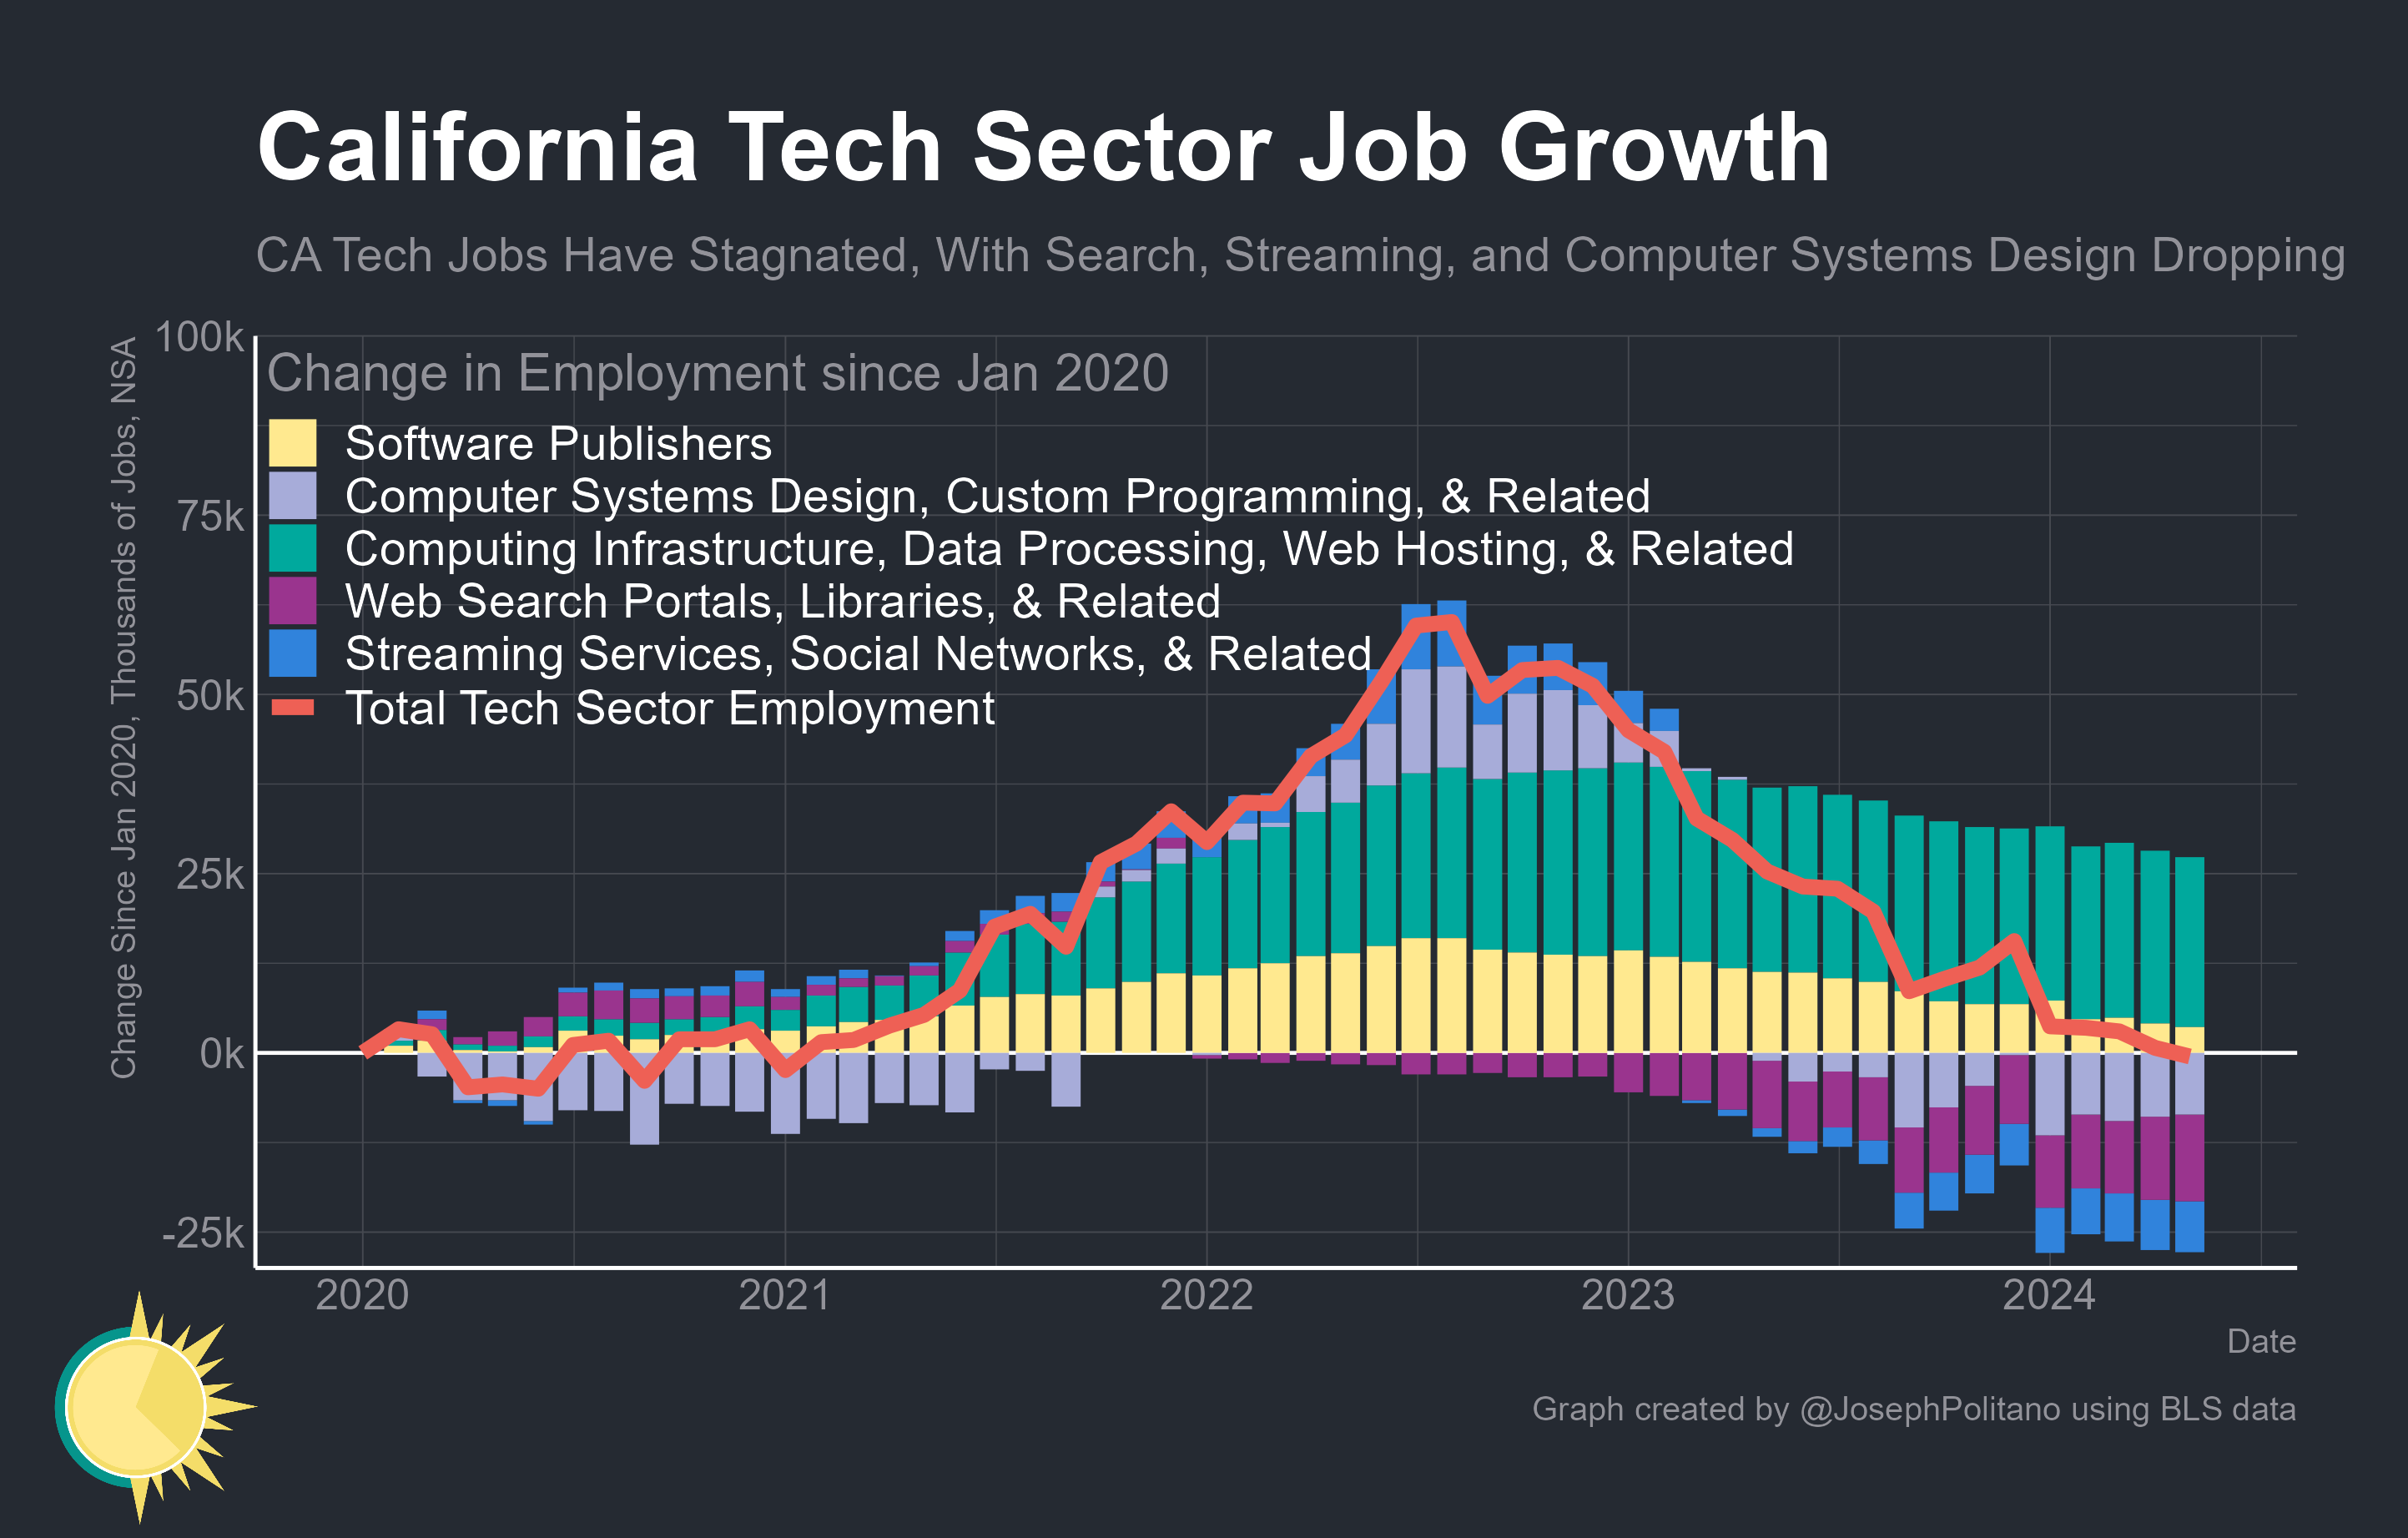 California Tech Sector Job Growth
CA Tech Jobs Have Stagnated, With Search, Streaming, and Computer Systems Design Dropping
Change Since Jan 2020, Thousands of Jobs, NSA
100k
75k
50k
25k
0k
-25k
Change in Employment since Jan 2020
Software Publishers
Computer Systems Design, Custom Programming, & Related
Computing Infrastructure, Data Processing, Web Hosting, & Related
Web Search Portals, Libraries, & Related
Streaming Services, Social Networks, & Related
Total Tech Sector Employment
2020 2021 2022 2023 2024
Date
Graph created by @JosephPolitano using BLS data